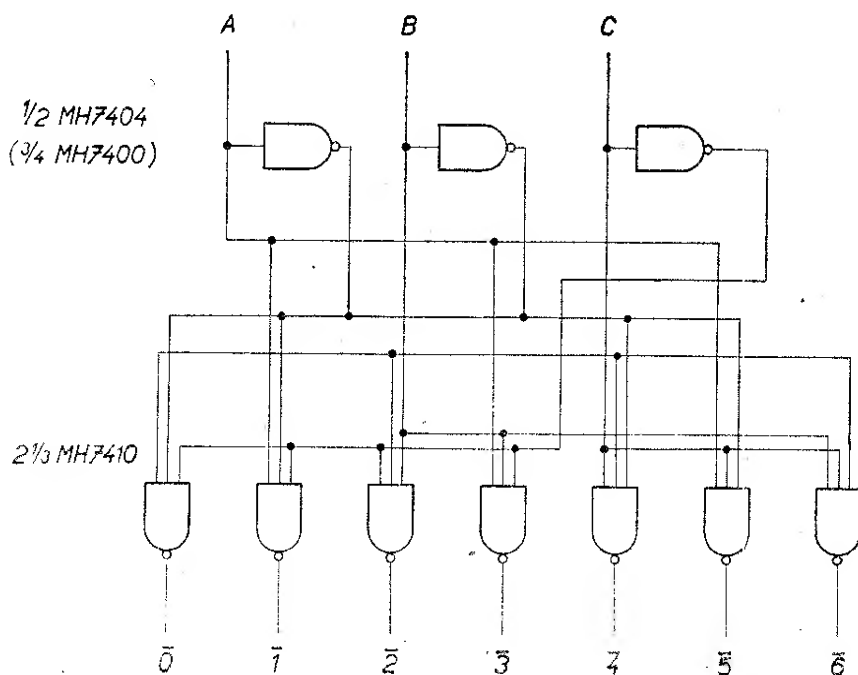 A B C
1/2 MH7404
(3/4 MH7400)
2 1/3 MH7410
0̅ 1̅ 2̅ 3̅ 4̅ 5̅ 6̅